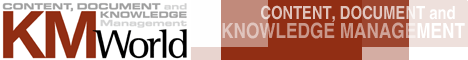 CONTENT, DOCUMENT and
KNOWLEDGE
Management
KMWorld
CONTENT, DOCUMENT and
KNOWLEDGE MANAGEMENT